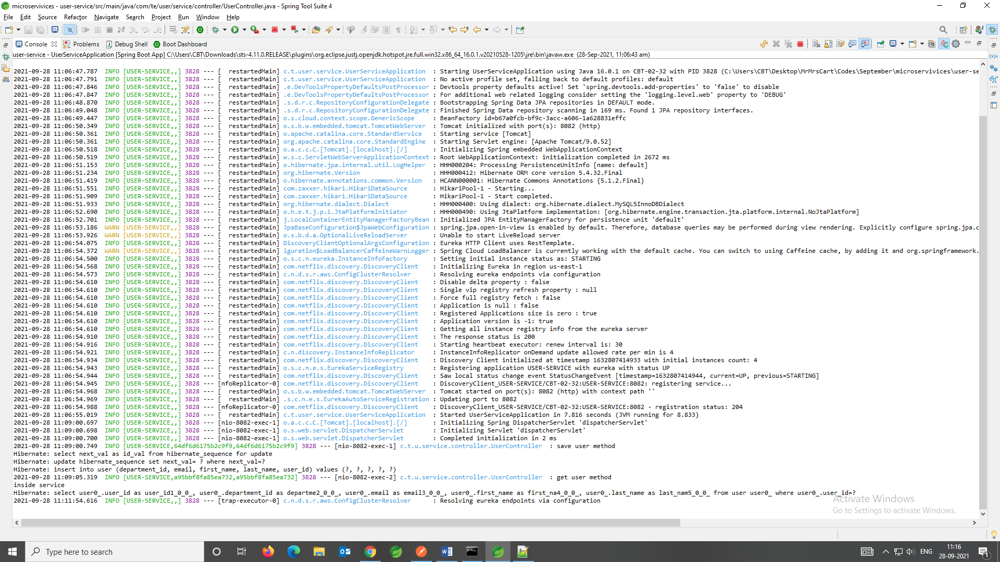 microservivices - user-service/src/main/java/com/te/user/service/controller/UserController.java - Spring Tool Suite 4
File Edit Source Refactor Navigate Search Project Run Window Help
Console Problems Debug Shell Boot Dashboard
user-service - UserServiceApplication [Spring Boot App] C:\Users\CBT\Downloads\sts-4.11.0.RELEASE\plugins\org.eclipse.justj.openjdk.hotspot.jre.full.win32.x86_64_16.0.1.v20210528-1205\jre\bin\javaw.exe (28-Sep-2021, 11:06:43 am)
2021-09-28 11:06:47.787  INFO [USER-SERVICE,,] 3828 --- [  restartedMain] c.t.user.service.UserServiceApplication  : Starting UserServiceApplication using Java 16.0.1 on CBT-02-32 with PID 3828 (C:\Users\CBT\Desktop\MrMrsCart\Codes\September\microservivices\user-se
2021-09-28 11:06:47.791  INFO [USER-SERVICE,,] 3828 --- [  restartedMain] c.t.user.service.UserServiceApplication  : No active profile set, falling back to default profiles: default
2021-09-28 11:06:47.846  INFO [USER-SERVICE,,] 3828 --- [  restartedMain] .e.DevToolsPropertyDefaultsPostProcessor : Devtools property defaults active! Set 'spring.devtools.add-properties' to 'false' to disable
2021-09-28 11:06:47.847  INFO [USER-SERVICE,,] 3828 --- [  restartedMain] .e.DevToolsPropertyDefaultsPostProcessor : For additional web related logging consider setting the 'logging.level.web' property to 'DEBUG'
2021-09-28 11:06:48.870  INFO [USER-SERVICE,,] 3828 --- [  restartedMain] .s.d.r.c.RepositoryConfigurationDelegate : Bootstrapping Spring Data JPA repositories in DEFAULT mode.
2021-09-28 11:06:49.048  INFO [USER-SERVICE,,] 3828 --- [  restartedMain] .s.d.r.c.RepositoryConfigurationDelegate : Finished Spring Data repository scanning in 169 ms. Found 1 JPA repository interfaces.
2021-09-28 11:06:49.447  INFO [USER-SERVICE,,] 3828 --- [  restartedMain] o.s.cloud.context.scope.GenericScope     : BeanFactory id=b67a0fcb-bf9c-3acc-a606-1a628831effc
2021-09-28 11:06:50.349  INFO [USER-SERVICE,,] 3828 --- [  restartedMain] o.s.b.w.embedded.tomcat.TomcatWebServer  : Tomcat initialized with port(s): 8082 (http)
2021-09-28 11:06:50.361  INFO [USER-SERVICE,,] 3828 --- [  restartedMain] o.apache.catalina.core.StandardService   : Starting service [Tomcat]
2021-09-28 11:06:50.361  INFO [USER-SERVICE,,] 3828 --- [  restartedMain] org.apache.catalina.core.StandardEngine  : Starting Servlet engine: [Apache Tomcat/9.0.52]
2021-09-28 11:06:50.518  INFO [USER-SERVICE,,] 3828 --- [  restartedMain] o.a.c.c.C.[Tomcat].[localhost].[/]       : Initializing Spring embedded WebApplicationContext
2021-09-28 11:06:50.519  INFO [USER-SERVICE,,] 3828 --- [  restartedMain] w.s.c.ServletWebServerApplicationContext : Root WebApplicationContext: initialization completed in 2672 ms
2021-09-28 11:06:51.153  INFO [USER-SERVICE,,] 3828 --- [  restartedMain] o.hibernate.jpa.internal.util.LogHelper  : HHH000204: Processing PersistenceUnitInfo [name: default]
2021-09-28 11:06:51.234  INFO [USER-SERVICE,,] 3828 --- [  restartedMain] org.hibernate.Version                    : HHH000412: Hibernate ORM core version 5.4.32.Final
2021-09-28 11:06:51.419  INFO [USER-SERVICE,,] 3828 --- [  restartedMain] o.hibernate.annotations.common.Version   : HCANN000001: Hibernate Commons Annotations {5.1.2.Final}
2021-09-28 11:06:51.551  INFO [USER-SERVICE,,] 3828 --- [  restartedMain] com.zaxxer.hikari.HikariDataSource       : HikariPool-1 - Starting...
2021-09-28 11:06:51.909  INFO [USER-SERVICE,,] 3828 --- [  restartedMain] com.zaxxer.hikari.HikariDataSource       : HikariPool-1 - Start completed.
2021-09-28 11:06:51.933  INFO [USER-SERVICE,,] 3828 --- [  restartedMain] org.hibernate.dialect.Dialect            : HHH000400: Using dialect: org.hibernate.dialect.MySQL5InnoDBDialect
2021-09-28 11:06:52.690  INFO [USER-SERVICE,,] 3828 --- [  restartedMain] o.h.e.t.j.p.i.JtaPlatformInitiator       : HHH000490: Using JtaPlatform implementation: [org.hibernate.engine.transaction.jta.platform.internal.NoJtaPlatform]
2021-09-28 11:06:52.701  INFO [USER-SERVICE,,] 3828 --- [  restartedMain] j.LocalContainerEntityManagerFactoryBean : Initialized JPA EntityManagerFactory for persistence unit 'default'
2021-09-28 11:06:53.186  WARN [USER-SERVICE,,] 3828 --- [  restartedMain] JpaBaseConfiguration$JpaWebConfiguration : spring.jpa.open-in-view is enabled by default. Therefore, database queries may be performed during view rendering. Explicitly configure spring.jpa.c
2021-09-28 11:06:53.926  WARN [USER-SERVICE,,] 3828 --- [  restartedMain] o.s.b.d.a.OptionalLiveReloadServer       : Unable to start LiveReload server
2021-09-28 11:06:54.075  INFO [USER-SERVICE,,] 3828 --- [  restartedMain] DiscoveryClientOptionalArgsConfiguration : Eureka HTTP Client uses RestTemplate.
2021-09-28 11:06:54.372  WARN [USER-SERVICE,,] 3828 --- [  restartedMain] iguration$LoadBalancerCaffeineWarnLogger : Spring Cloud LoadBalancer is currently working with the default cache. You can switch to using Caffeine cache, by adding it and org.springframework.
2021-09-28 11:06:54.500  INFO [USER-SERVICE,,] 3828 --- [  restartedMain] o.s.c.n.eureka.InstanceInfoFactory       : Setting initial instance status as: STARTING
2021-09-28 11:06:54.568  INFO [USER-SERVICE,,] 3828 --- [  restartedMain] com.netflix.discovery.DiscoveryClient    : Initializing Eureka in region us-east-1
2021-09-28 11:06:54.573  INFO [USER-SERVICE,,] 3828 --- [  restartedMain] c.n.d.s.r.aws.ConfigClusterResolver      : Resolving eureka endpoints via configuration
2021-09-28 11:06:54.610  INFO [USER-SERVICE,,] 3828 --- [  restartedMain] com.netflix.discovery.DiscoveryClient    : Disable delta property : false
2021-09-28 11:06:54.610  INFO [USER-SERVICE,,] 3828 --- [  restartedMain] com.netflix.discovery.DiscoveryClient    : Single vip registry refresh property : null
2021-09-28 11:06:54.610  INFO [USER-SERVICE,,] 3828 --- [  restartedMain] com.netflix.discovery.DiscoveryClient    : Force full registry fetch : false
2021-09-28 11:06:54.610  INFO [USER-SERVICE,,] 3828 --- [  restartedMain] com.netflix.discovery.DiscoveryClient    : Application is null : false
2021-09-28 11:06:54.610  INFO [USER-SERVICE,,] 3828 --- [  restartedMain] com.netflix.discovery.DiscoveryClient    : Registered Applications size is zero : true
2021-09-28 11:06:54.610  INFO [USER-SERVICE,,] 3828 --- [  restartedMain] com.netflix.discovery.DiscoveryClient    : Application version is -1: true
2021-09-28 11:06:54.610  INFO [USER-SERVICE,,] 3828 --- [  restartedMain] com.netflix.discovery.DiscoveryClient    : Getting all instance registry info from the eureka server
2021-09-28 11:06:54.910  INFO [USER-SERVICE,,] 3828 --- [  restartedMain] com.netflix.discovery.DiscoveryClient    : The response status is 200
2021-09-28 11:06:54.916  INFO [USER-SERVICE,,] 3828 --- [  restartedMain] com.netflix.discovery.DiscoveryClient    : Starting heartbeat executor: renew interval is: 30
2021-09-28 11:06:54.921  INFO [USER-SERVICE,,] 3828 --- [  restartedMain] c.n.discovery.InstanceInfoReplicator     : InstanceInfoReplicator onDemand update allowed rate per min is 4
2021-09-28 11:06:54.934  INFO [USER-SERVICE,,] 3828 --- [  restartedMain] com.netflix.discovery.DiscoveryClient    : Discovery Client initialized at timestamp 1632807414933 with initial instances count: 4
2021-09-28 11:06:54.943  INFO [USER-SERVICE,,] 3828 --- [  restartedMain] o.s.c.n.e.s.EurekaServiceRegistry        : Registering application USER-SERVICE with eureka with status UP
2021-09-28 11:06:54.944  INFO [USER-SERVICE,,] 3828 --- [  restartedMain] com.netflix.discovery.DiscoveryClient    : Saw local status change event StatusChangeEvent [timestamp=1632807414944, current=UP, previous=STARTING]
2021-09-28 11:06:54.945  INFO [USER-SERVICE,,] 3828 --- [nfoReplicator-0] com.netflix.discovery.DiscoveryClient    : DiscoveryClient_USER-SERVICE/CBT-02-32:USER-SERVICE:8082: registering service...
2021-09-28 11:06:54.968  INFO [USER-SERVICE,,] 3828 --- [  restartedMain] o.s.b.w.embedded.tomcat.TomcatWebServer  : Tomcat started on port(s): 8082 (http) with context path ''
2021-09-28 11:06:54.969  INFO [USER-SERVICE,,] 3828 --- [  restartedMain] .s.c.n.e.s.EurekaAutoServiceRegistration : Updating port to 8082
2021-09-28 11:06:54.988  INFO [USER-SERVICE,,] 3828 --- [nfoReplicator-0] com.netflix.discovery.DiscoveryClient    : DiscoveryClient_USER-SERVICE/CBT-02-32:USER-SERVICE:8082 - registration status: 204
2021-09-28 11:06:55.019  INFO [USER-SERVICE,,] 3828 --- [  restartedMain] c.t.user.service.UserServiceApplication  : Started UserServiceApplication in 7.816 seconds (JVM running for 8.833)
2021-09-28 11:09:00.697  INFO [USER-SERVICE,,] 3828 --- [nio-8082-exec-1] o.a.c.c.C.[Tomcat].[localhost].[/]       : Initializing Spring DispatcherServlet 'dispatcherServlet'
2021-09-28 11:09:00.698  INFO [USER-SERVICE,,] 3828 --- [nio-8082-exec-1] o.s.web.servlet.DispatcherServlet        : Initializing Servlet 'dispatcherServlet'
2021-09-28 11:09:00.700  INFO [USER-SERVICE,,] 3828 --- [nio-8082-exec-1] o.s.web.servlet.DispatcherServlet        : Completed initialization in 2 ms
2021-09-28 11:09:00.749  INFO [USER-SERVICE,64df6d6175b2c9f9,64df6d6175b2c9f9] 3828 --- [nio-8082-exec-1] c.t.u.service.controller.UserController  : save user method
Hibernate: select next_val as id_val from hibernate_sequence for update
Hibernate: update hibernate_sequence set next_val= ? where next_val=?
Hibernate: insert into user (department_id, email, first_name, last_name, user_id) values (?, ?, ?, ?, ?)
2021-09-28 11:09:05.319  INFO [USER-SERVICE,a95bbf8fa85ea732,a95bbf8fa85ea732] 3828 --- [nio-8082-exec-2] c.t.u.service.controller.UserController  : get user method
inside service
Hibernate: select user0_.user_id as user_id1_0_0_, user0_.department_id as departme2_0_0_, user0_.email as email3_0_0_, user0_.first_name as first_na4_0_0_, user0_.last_name as last_nam5_0_0_ from user user0_ where user0_.user_id=?
2021-09-28 11:11:54.616  INFO [USER-SERVICE,,] 3828 --- [trap-executor-0] c.n.d.s.r.aws.ConfigClusterResolver      : Resolving eureka endpoints via configuration
Activate Windows
Go to Settings to activate Windows.
Type here to search
ENG
11:16
28-09-2021
1